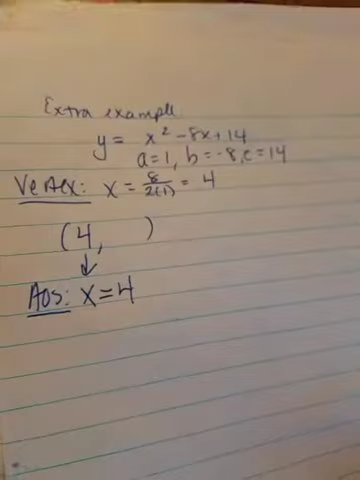 Extra example
y = x² - 8x + 14
a = 1, b = -8, c = 14
Vertex: x = 8/2(1) = 4
(4, )
↓
Aos: x = 4